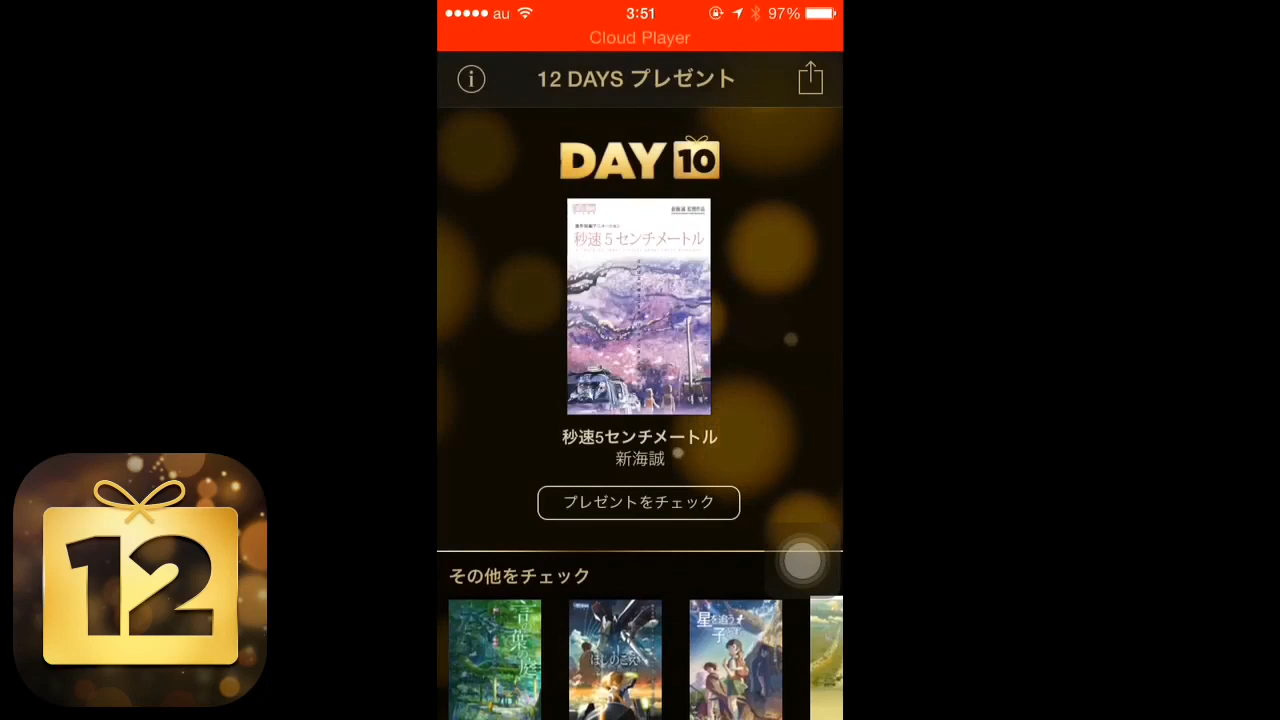 au 3:51 97%
Cloud Player
12 DAYS プレゼント
DAY 10
秒速5センチメートル
秒速5センチメートル
新海誠
プレゼントをチェック
その他をチェック
言の葉の庭
ほしのこえ
星を追う子ども
12